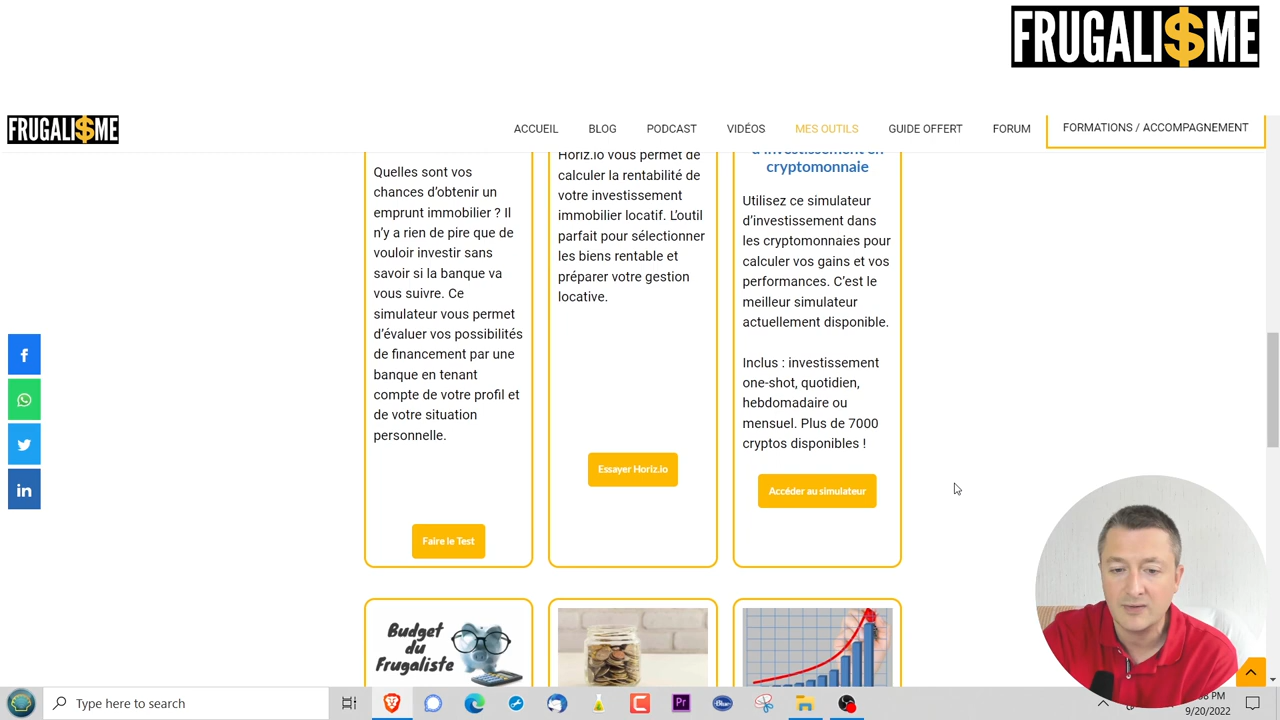 FRUGALI$ME
FRUGALI$ME
ACCUEIL
BLOG
PODCAST
VIDÉOS
MES OUTILS
GUIDE OFFERT
FORUM
FORMATIONS / ACCOMPAGNEMENT
Quelles sont vos
chances d’obtenir un
emprunt immobilier ? Il
n’y a rien de pire que de
vouloir investir sans
savoir si la banque va
vous suivre. Ce
simulateur vous permet
d’évaluer vos possibilités
de financement par une
banque en tenant
compte de votre profil et
de votre situation
personnelle.
Faire le Test
Horiz.io vous permet de
calculer la rentabilité de
votre investissement
immobilier locatif. L’outil
parfait pour sélectionner
les biens rentable et
préparer votre gestion
locative.
Essayer Horiz.io
d’investissement en
cryptomonnaie
Utilisez ce simulateur
d’investissement dans
les cryptomonnaies pour
calculer vos gains et vos
performances. C’est le
meilleur simulateur
actuellement disponible.
Inclus : investissement
one-shot, quotidien,
hebdomadaire ou
mensuel. Plus de 7000
cryptos disponibles !
Accéder au simulateur
Budget
du
Frugaliste
Type here to search
Pr
Blue
PM
9/20/2022